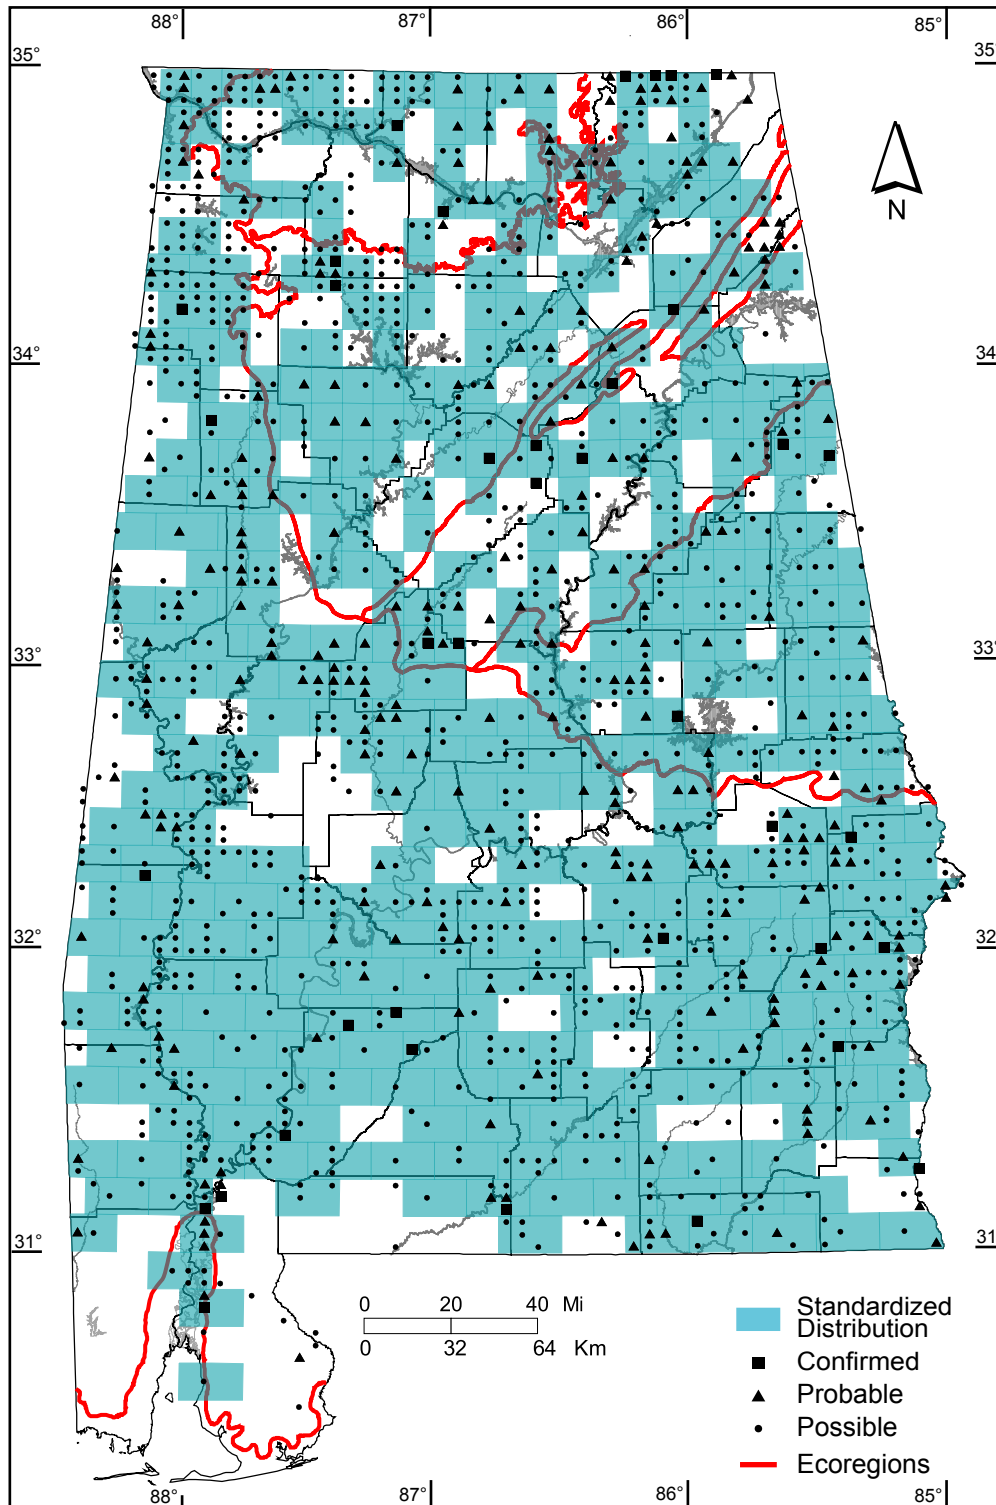 88° 87° 86° 85°
35° 35°
N
34° 34
33° 33°
32° 32
31° 31
0 20 40 Mi
0 32 64 Km
Standardized
Distribution
Confirmed
Probable
Possible
Ecoregions
88° 87° 86° 85°